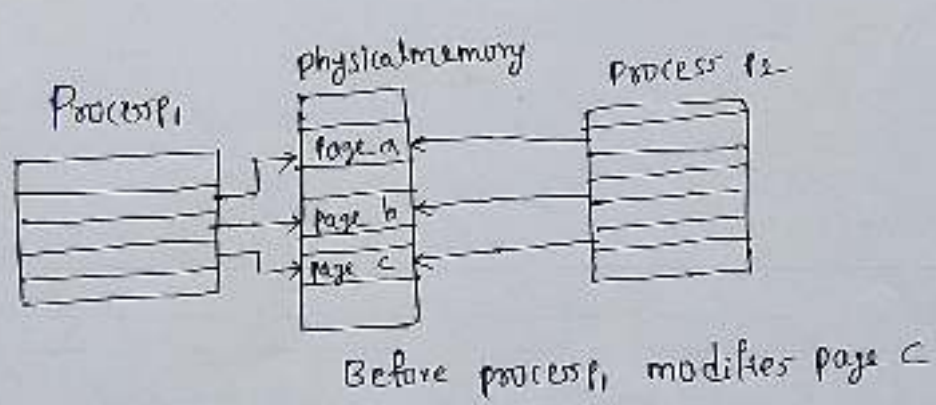 physicalmemory
Process P2
Process P1
Page a
page b
page c
Before process P1 modifies page C